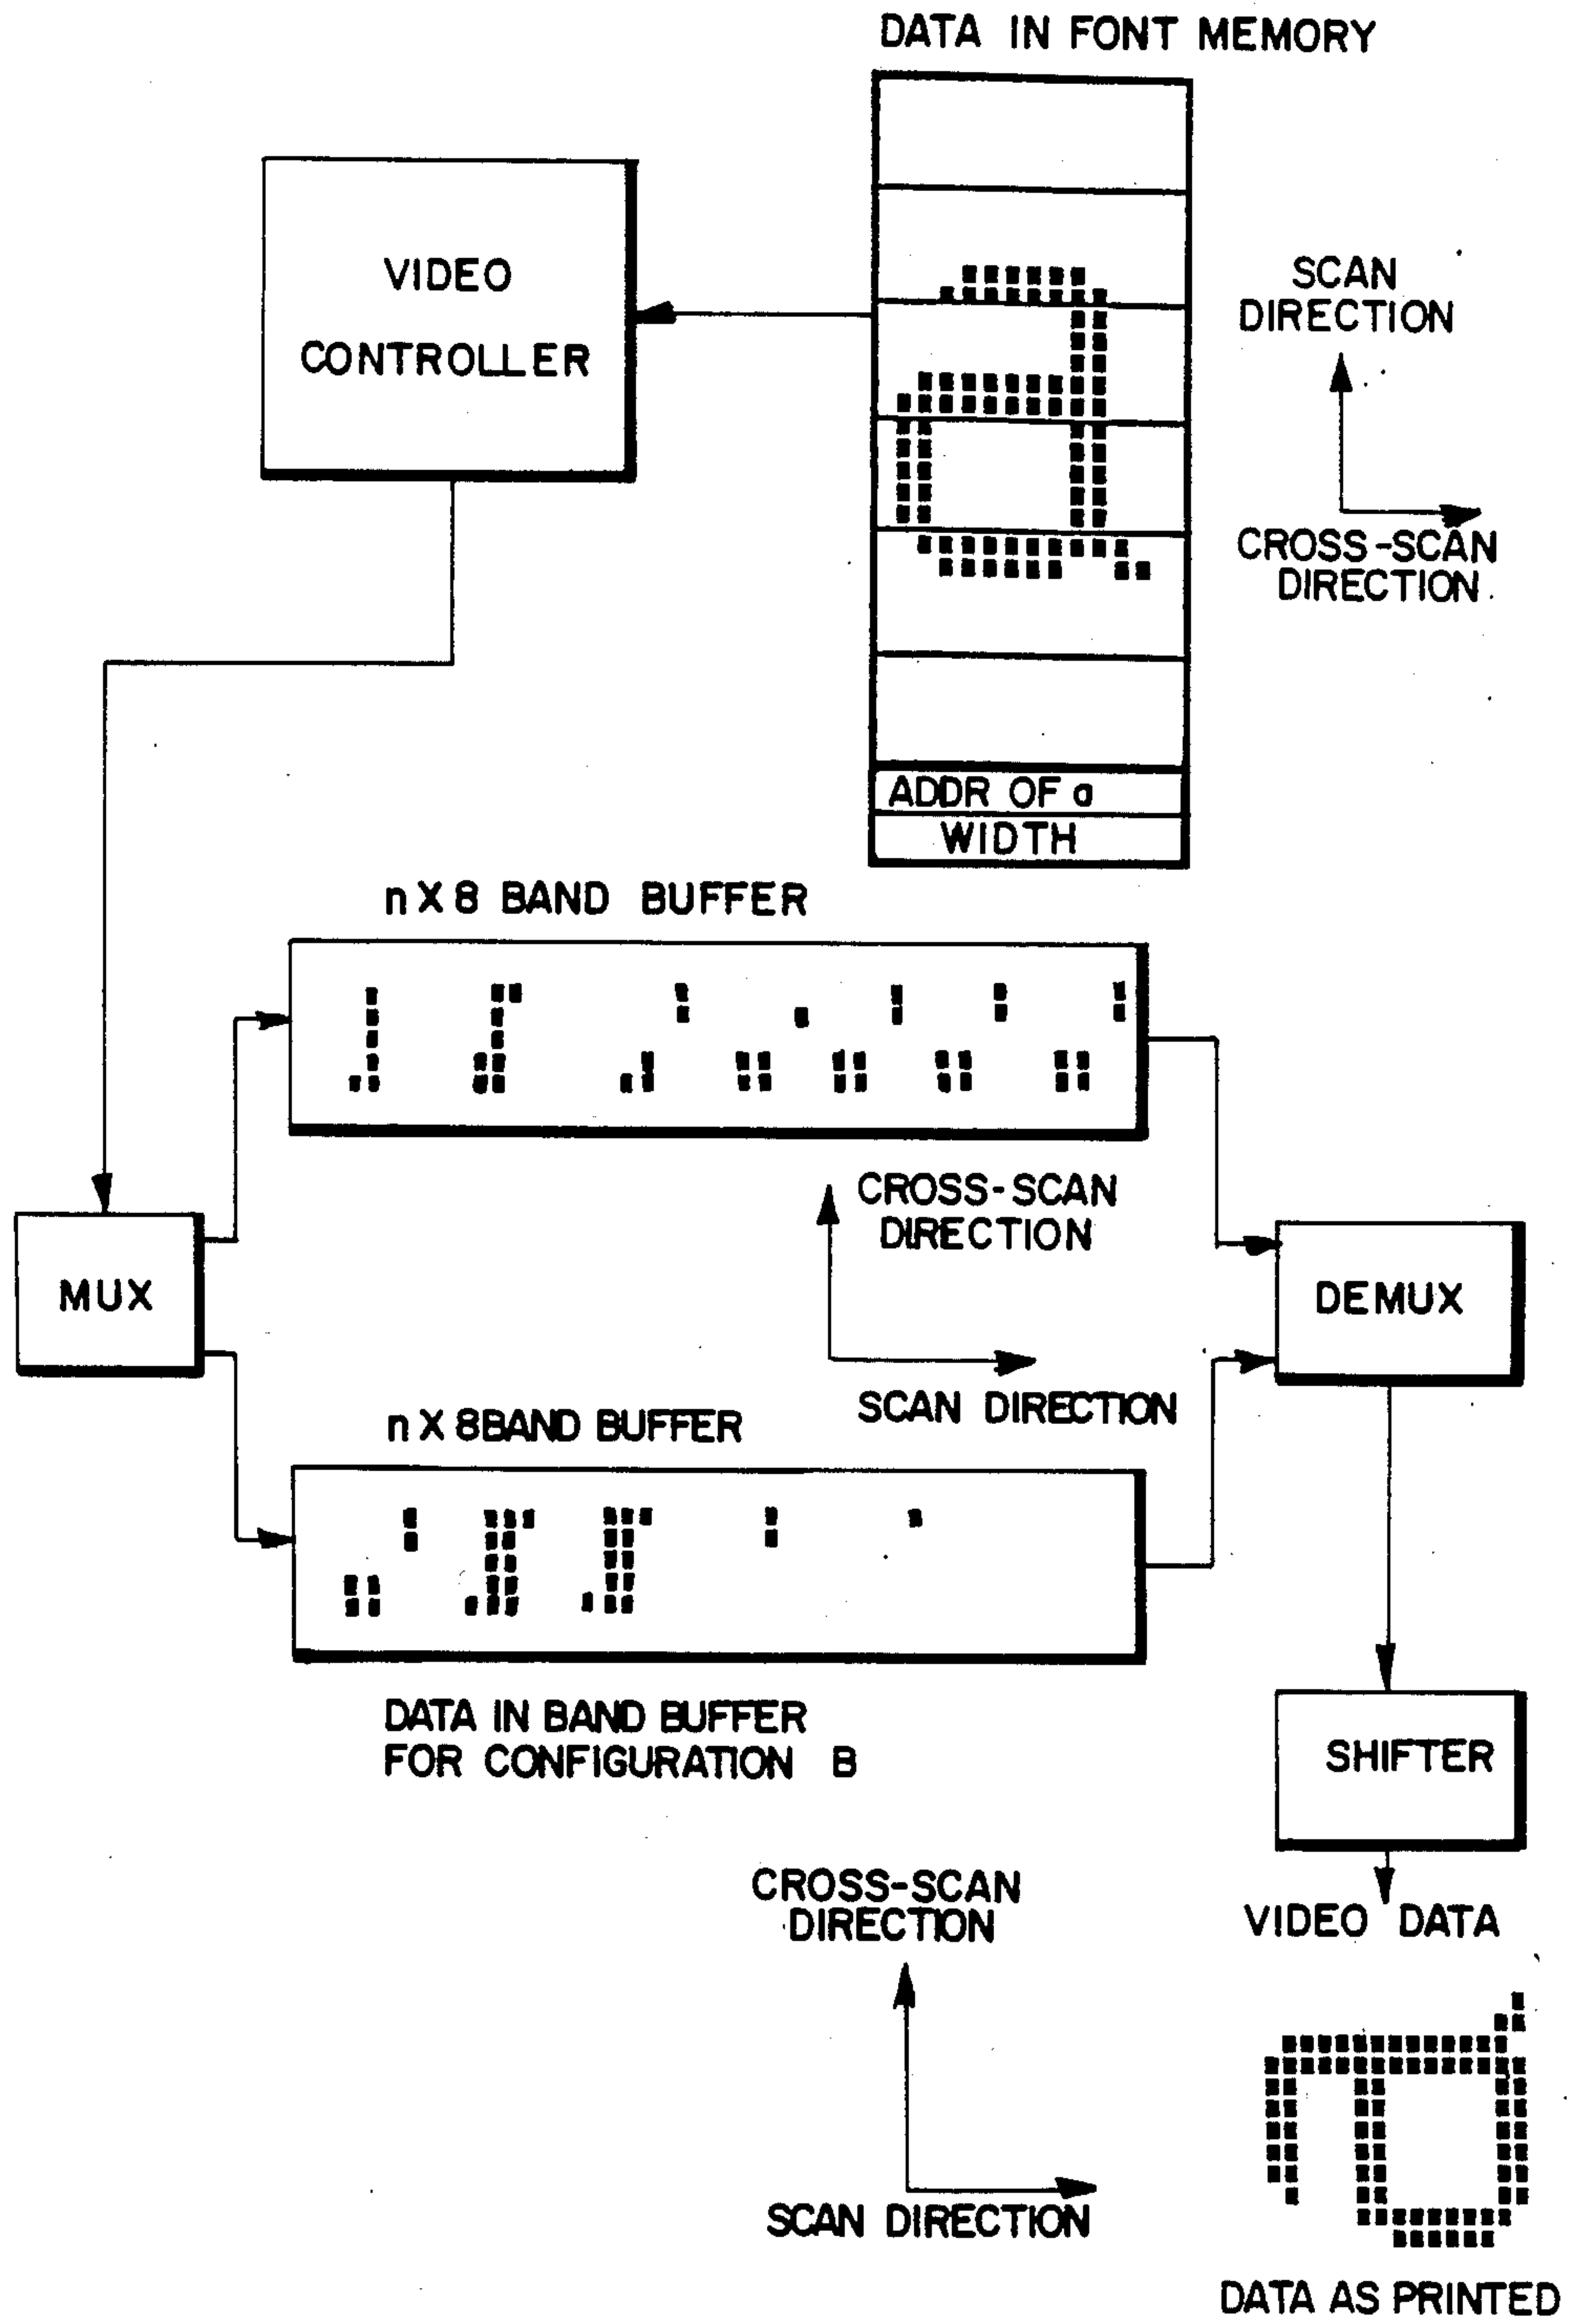 DATA IN FONT MEMORY
VIDEO
CONTROLLER
SCAN
DIRECTION
CROSS-SCAN
DIRECTION
ADDR OF a
WIDTH
n X 8 BAND BUFFER
CROSS-SCAN
DIRECTION
MUX
DEMUX
SCAN DIRECTION
n X 8 BAND BUFFER
DATA IN BAND BUFFER
FOR CONFIGURATION B
SHIFTER
CROSS-SCAN
DIRECTION
VIDEO DATA
SCAN DIRECTION
DATA AS PRINTED